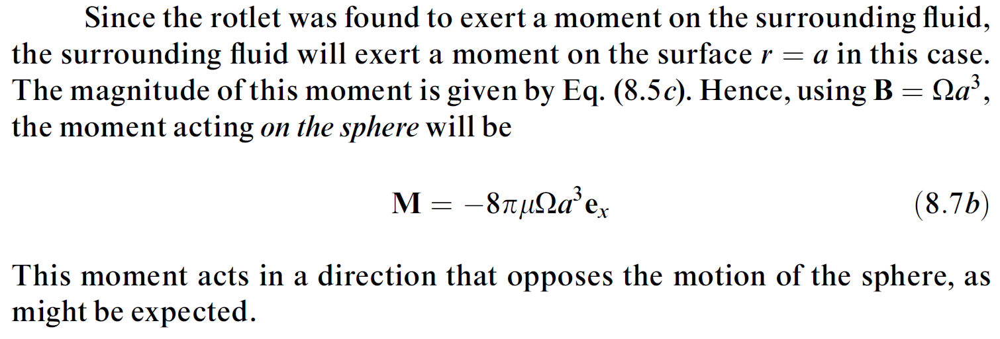 Since the rotlet was found to exert a moment on the surrounding fluid,
the surrounding fluid will exert a moment on the surface r = a in this case.
The magnitude of this moment is given by Eq. (8.5c). Hence, using B = Ωa³,
the moment acting on the sphere will be
M = −8πμΩa³eₓ (8.7b)
This moment acts in a direction that opposes the motion of the sphere, as
might be expected.